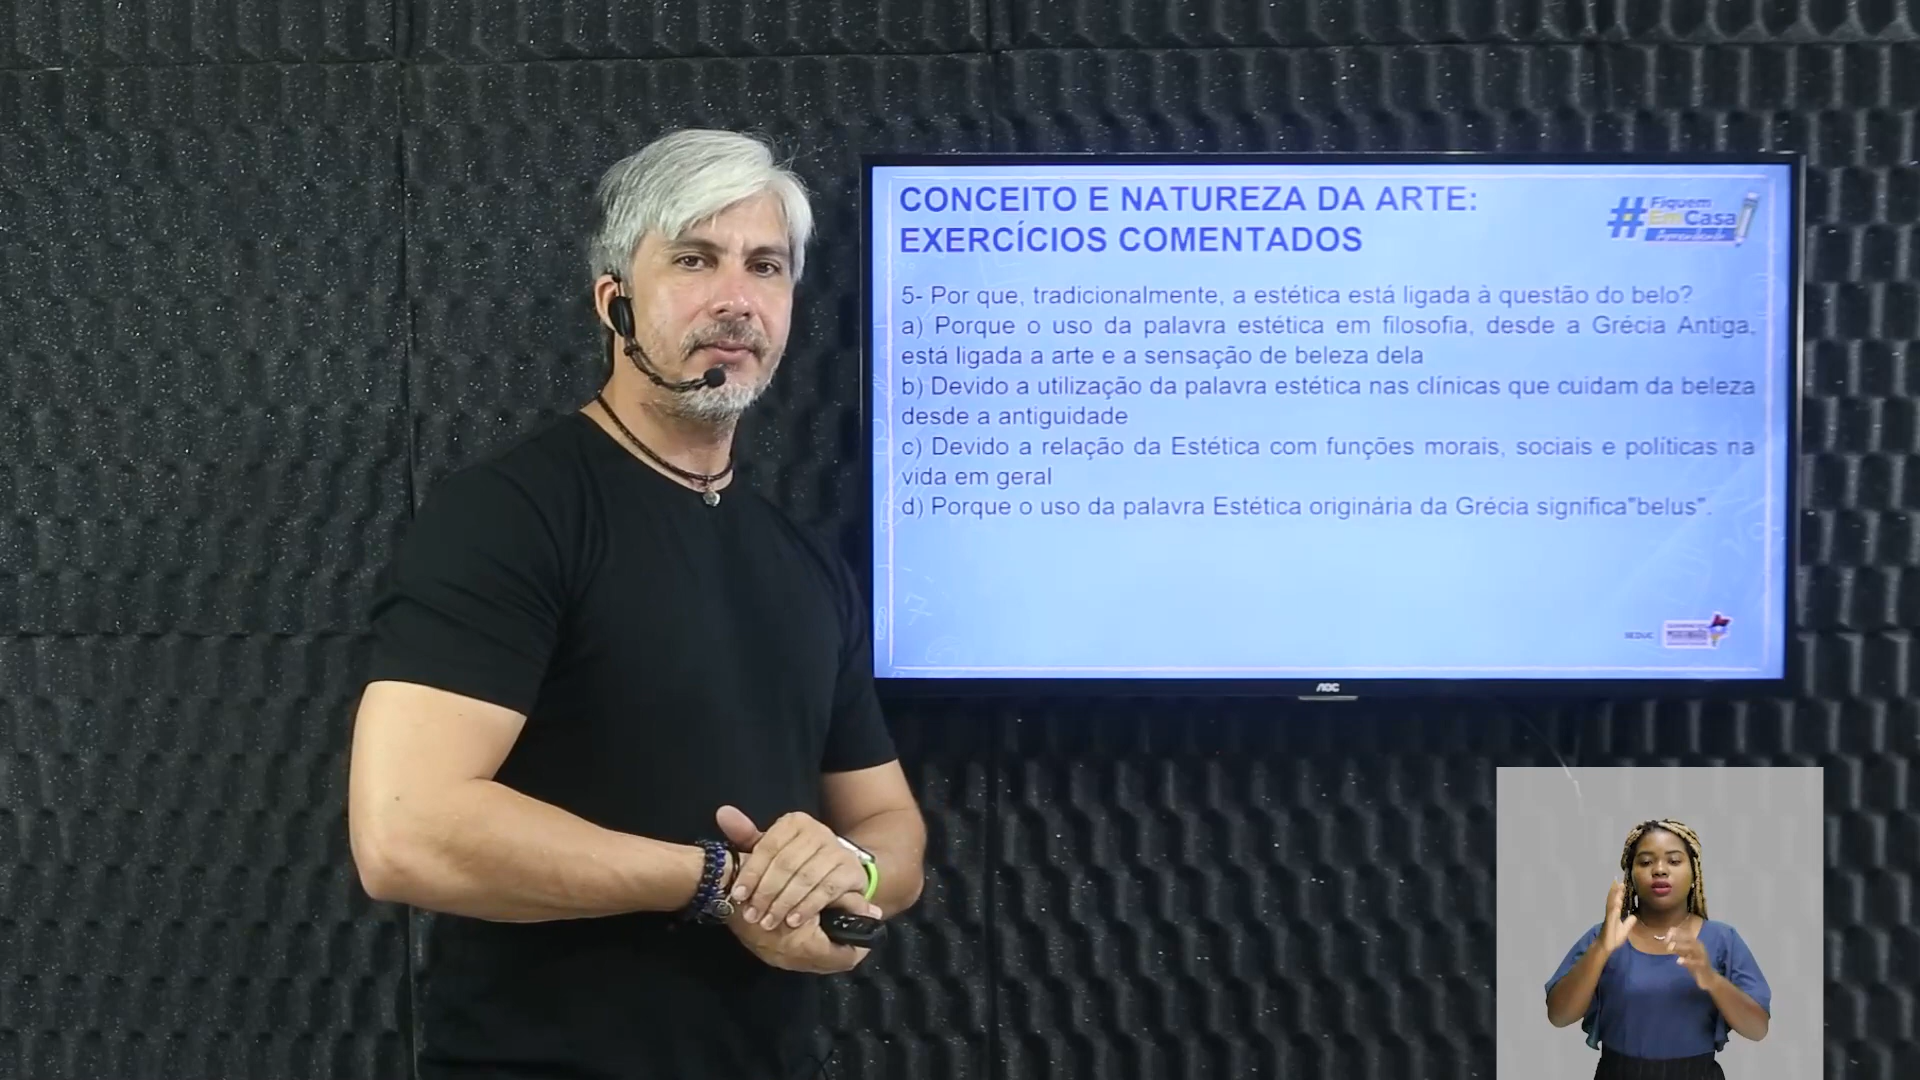 CONCEITO E NATUREZA DA ARTE:
EXERCÍCIOS COMENTADOS
#Fiquem
EmCasa
5- Por que, tradicionalmente, a estética está ligada à questão do belo?
a) Porque o uso da palavra estética em filosofia, desde a Grécia Antiga,
está ligada a arte e a sensação de beleza dela
b) Devido a utilização da palavra estética nas clínicas que cuidam da beleza
desde a antiguidade
c) Devido a relação da Estética com funções morais, sociais e políticas na
vida em geral
d) Porque o uso da palavra Estética originária da Grécia significa"belus".
SEDUC
AOC